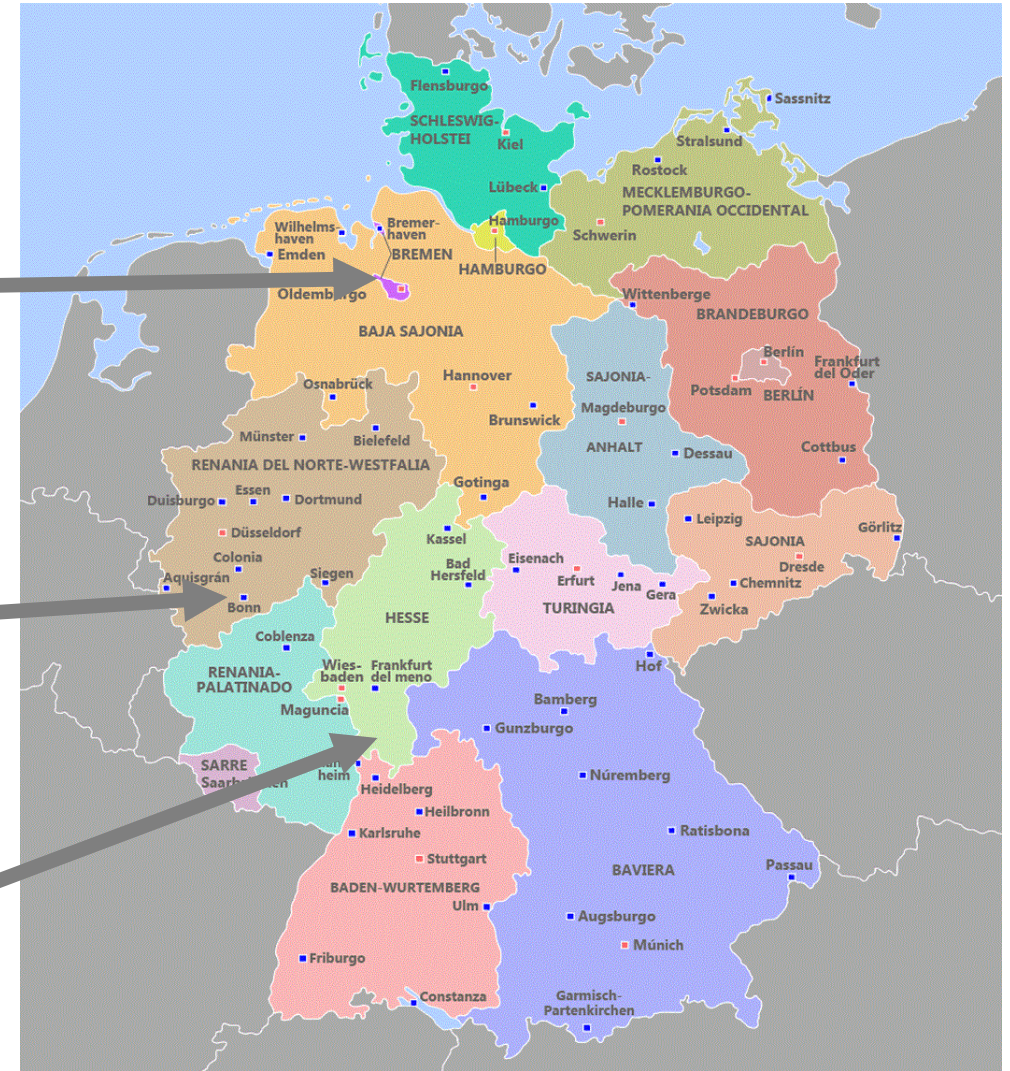 Flensburgo
SCHLESWIG-
HOLSTEI
Kiel
Sassnitz
Stralsund
Rostock
Lübeck
MECKLEMBURGO-
POMERANIA OCCIDENTAL
Hamburgo
Schwerin
HAMBURGO
Wilhelms-
haven
Bremer-
haven
Emden
BREMEN
Oldemburgo
BAJA SAJONIA
Wittenberge
BRANDEBURGO
Berlín
Frankfurt
del Oder
Potsdam
BERLÍN
SAJONIA-
Magdeburgo
ANHALT
Hannover
Osnabrück
Brunswick
Münster
Bielefeld
RENANIA DEL NORTE-WESTFALIA
Dessau
Cottbus
Gotinga
Duisburgo
Essen
Dortmund
Halle
Leipzig
Görlitz
Düsseldorf
Kassel
SAJONIA
Dresde
Colonia
Bad
Hersfeld
Eisenach
Erfurt
Jena
Gera
Chemnitz
Zwicka
Aquisgrán
Siegen
TURINGIA
Bonn
HESSE
Coblenza
Hof
RENANIA-
PALATINADO
Wies-
baden
Frankfurt
del meno
Maguncia
Bamberg
Gunzburgo
SARRE
heim
Heidelberg
Núremberg
Heilbronn
Karlsruhe
Ratisbona
Stuttgart
BADEN-WURTEMBERG
BAVIERA
Passau
Ulm
Augsburgo
Múnich
Friburgo
Constanza
Garmisch-
Partenkirchen